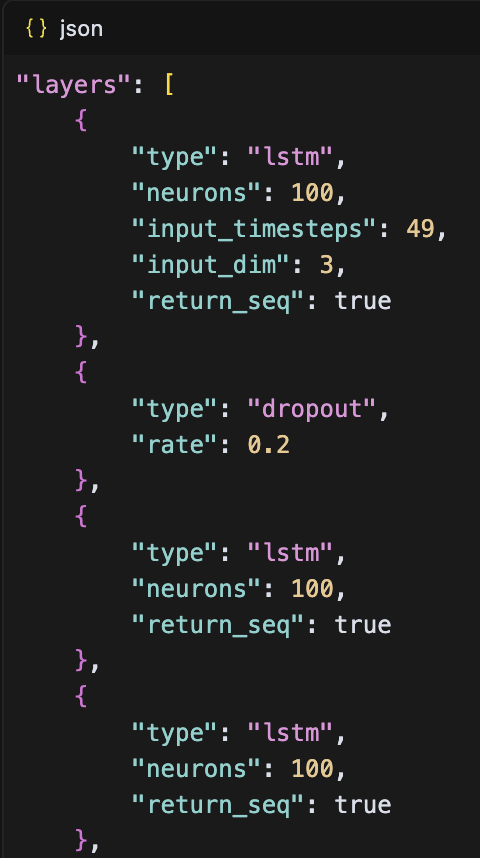 {} json
"layers": [
    {
        "type": "lstm",
        "neurons": 100,
        "input_timesteps": 49,
        "input_dim": 3,
        "return_seq": true
    },
    {
        "type": "dropout",
        "rate": 0.2
    },
    {
        "type": "lstm",
        "neurons": 100,
        "return_seq": true
    },
    {
        "type": "lstm",
        "neurons": 100,
        "return_seq": true
    },